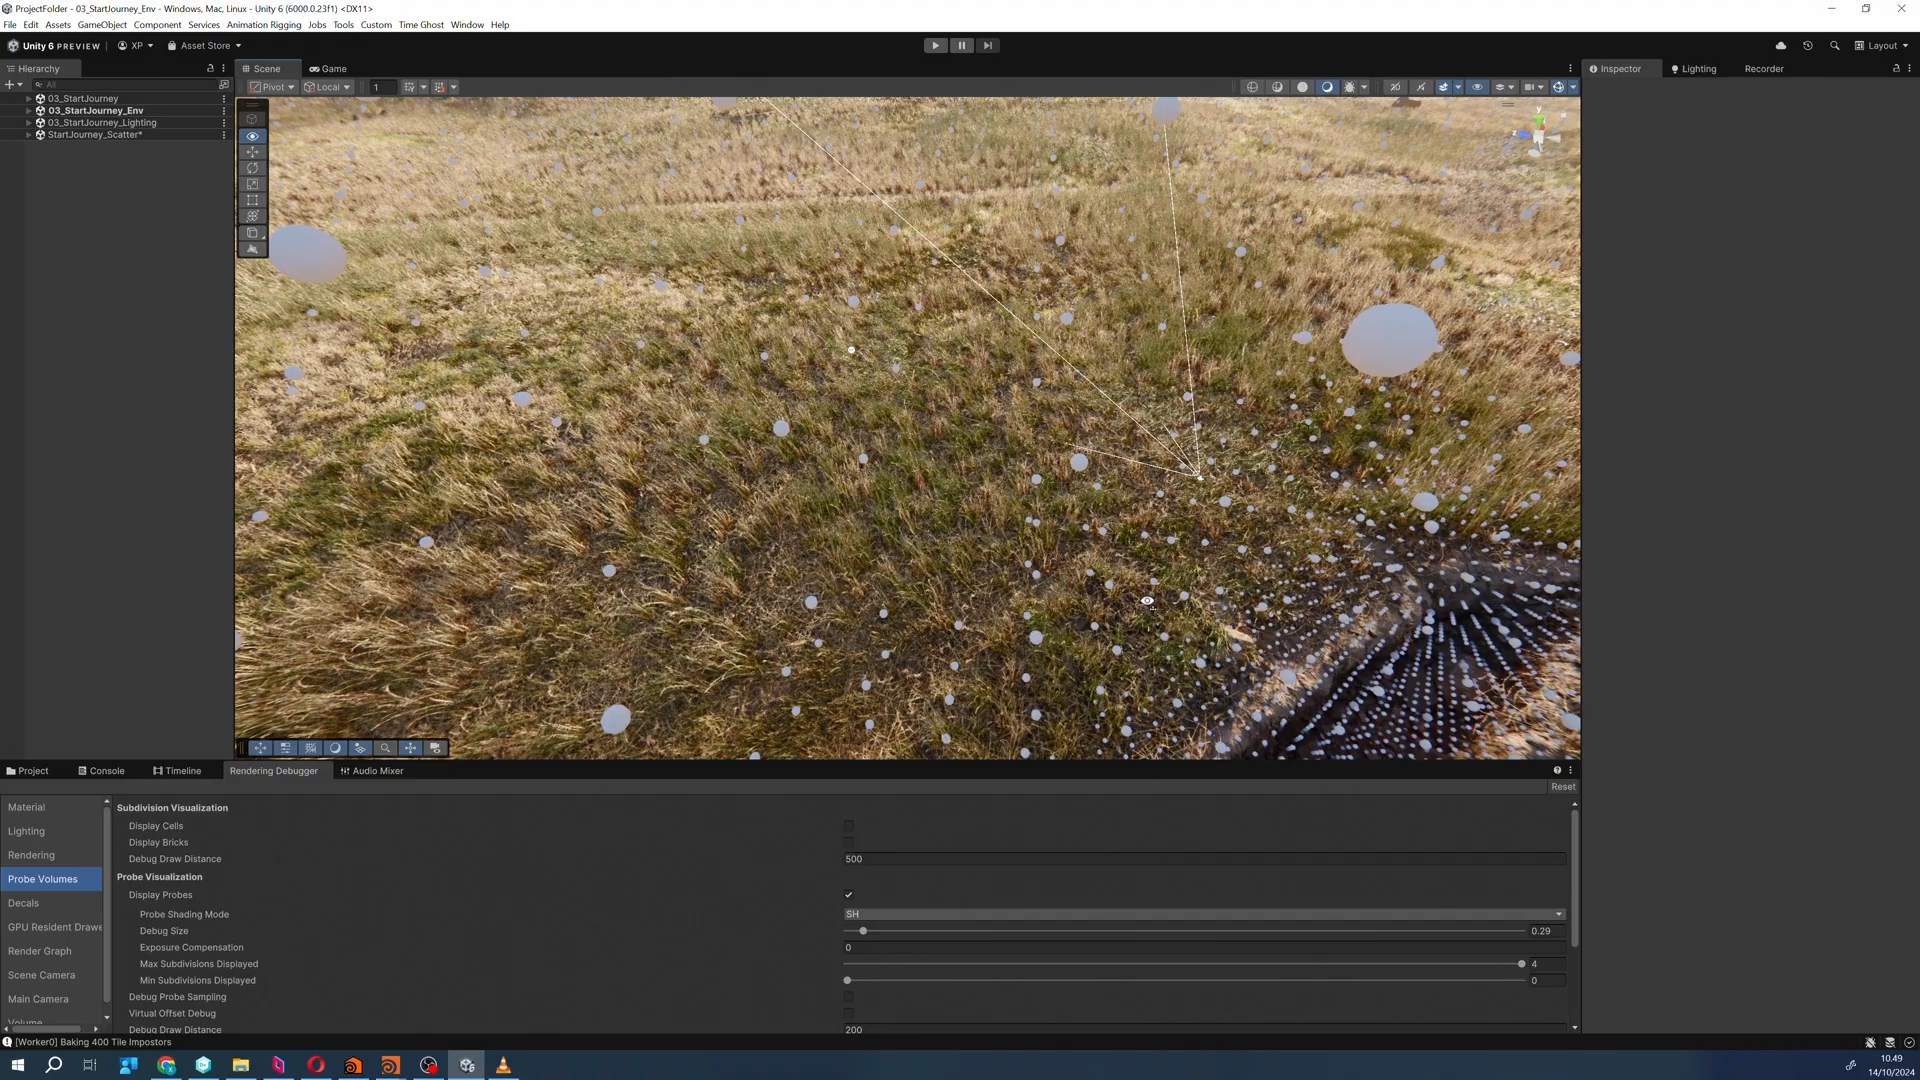 ProjectFolder - 03_StartJourney_Env - Windows, Mac, Linux - Unity 6 (6000.0.23f1) <DX11>
File Edit Assets GameObject Component Services Animation Rigging Jobs Tools Custom Time Ghost Window Help
Unity 6 PREVIEW XP Asset Store Layout
Hierarchy Scene Game Inspector Lighting Recorder
All Pivot Local 1 2D
03_StartJourney
03_StartJourney_Env
03_StartJourney_Lighting
StartJourney_Scatter*
y
z
Project Console Timeline Rendering Debugger Audio Mixer
Reset
Material
Lighting
Rendering
Probe Volumes
Decals
GPU Resident Drawe
Render Graph
Scene Camera
Main Camera
Volume
Subdivision Visualization
Display Cells
Display Bricks
Debug Draw Distance 500
Probe Visualization
Display Probes
Probe Shading Mode SH
Debug Size 0.29
Exposure Compensation 0
Max Subdivisions Displayed 4
Min Subdivisions Displayed 0
Debug Probe Sampling
Virtual Offset Debug
Debug Draw Distance 200
[Worker0] Baking 400 Tile Impostors
10.49
14/10/2024